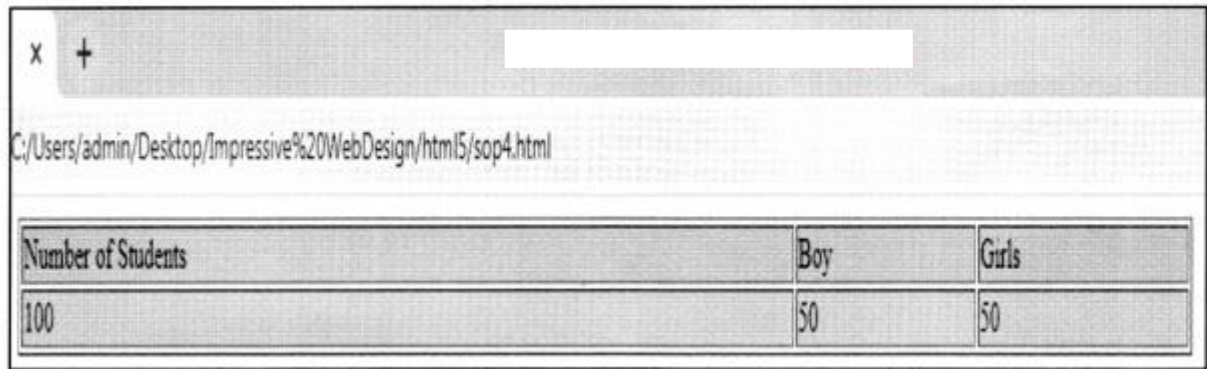 x +
C:/Users/admin/Desktop/Impressive%20WebDesign/html5/sop4.html
Number of Students Boy Girls
100 50 50